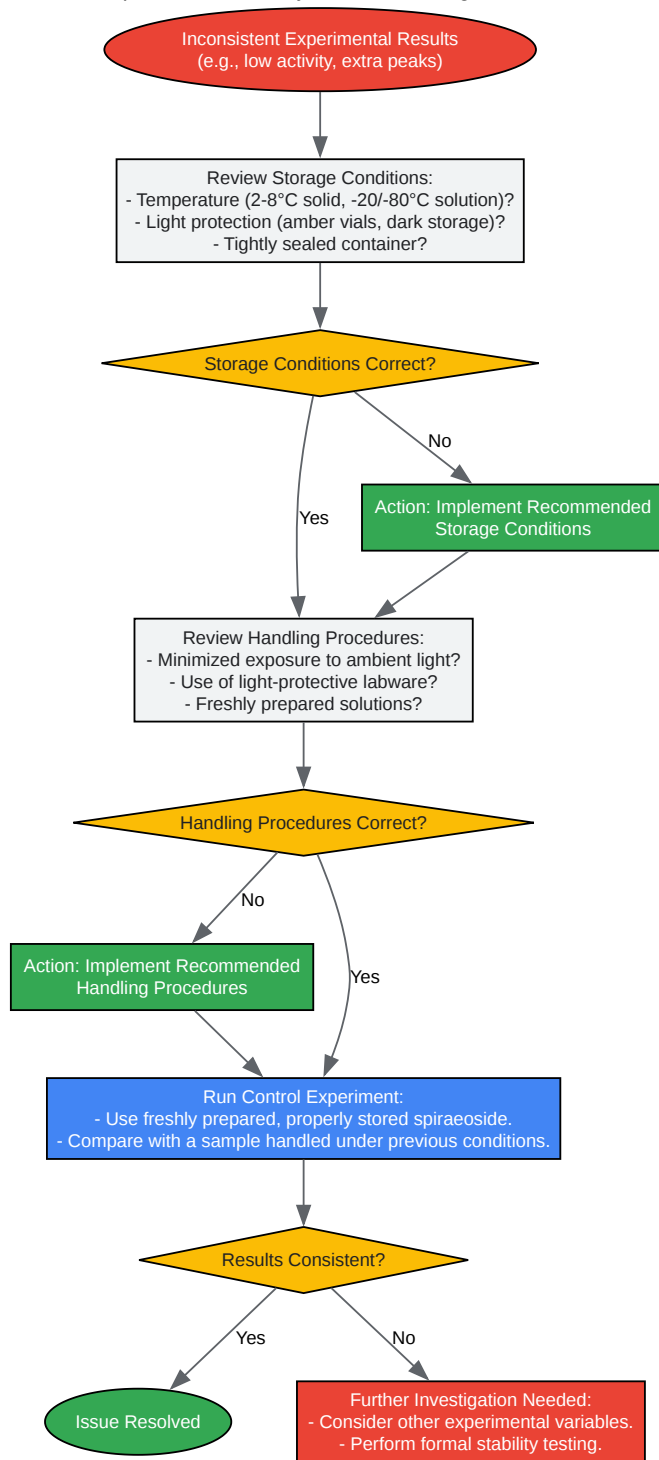 Inconsistent Experimental Results
(e.g., low activity, extra peaks)
Review Storage Conditions:
- Temperature (2-8°C solid, -20/-80°C solution)?
- Light protection (amber vials, dark storage)?
- Tightly sealed container?
Storage Conditions Correct?
No
Yes
Action: Implement Recommended
Storage Conditions
Review Handling Procedures:
- Minimized exposure to ambient light?
- Use of light-protective labware?
- Freshly prepared solutions?
Handling Procedures Correct?
No
Yes
Action: Implement Recommended
Handling Procedures
Run Control Experiment:
- Use freshly prepared, properly stored spiraeoside.
- Compare with a sample handled under previous conditions.
Results Consistent?
Yes
No
Issue Resolved
Further Investigation Needed:
- Consider other experimental variables.
- Perform formal stability testing.